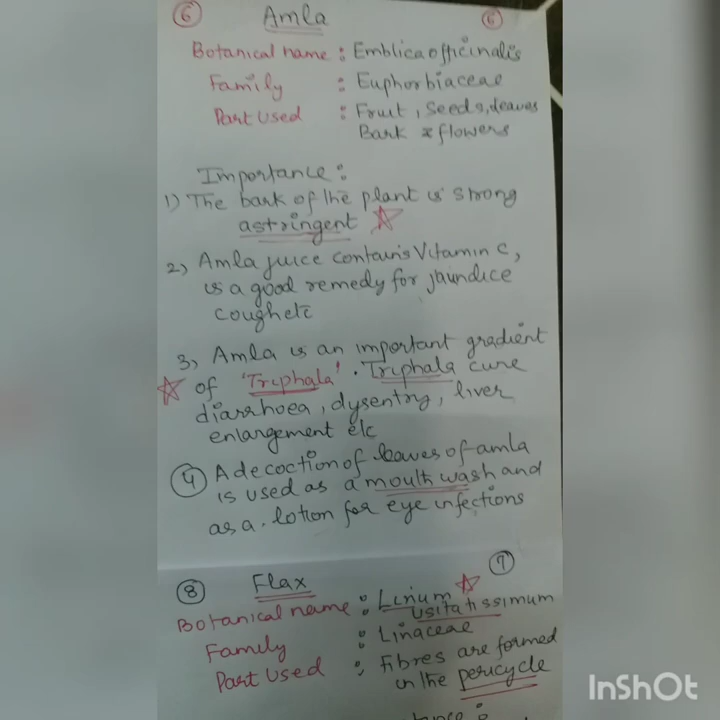 6 Amla 6
Botanical name : Emblica officinalis
Family : Euphorbiaceae
Part Used : Fruit, Seeds, leaves
Bark & flowers
Importance :
1) The bark of the plant is strong
astringent
2) Amla juice contains Vitamin C,
is a good remedy for jaundice
cough etc
3) Amla is an important gradient
of 'Triphala'. Triphala cure
diarrhoea, dysentry, liver
enlargement etc
4 A decoction of leaves of amla
is used as a mouth wash and
as a lotion for eye infections
7
8 Flax
Botanical name : Linum
usitatissimum
Family : Linaceae
Part Used : Fibres are formed
in the pericycle
InShOt